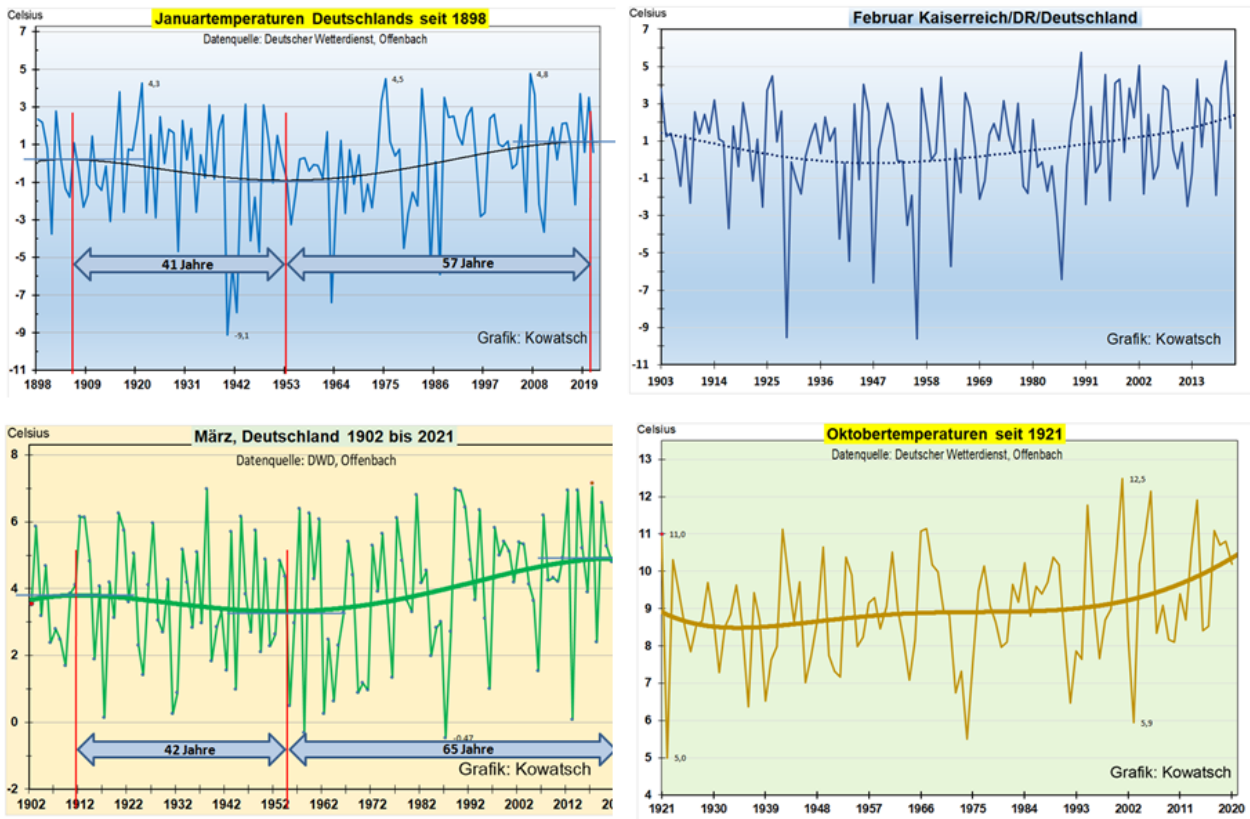 Celsius
Januartemperaturen Deutschlands seit 1898
Datenquelle: Deutscher Wetterdienst, Offenbach
7
5
3
1
-1
-3
-5
-7
-9
-11
4,3
4,5
4,8
-9,1
41 Jahre
57 Jahre
Grafik: Kowatsch
1898 1909 1920 1931 1942 1953 1964 1975 1986 1997 2008 2019
Celsius
Februar Kaiserreich/DR/Deutschland
7
5
3
1
-1
-3
-5
-7
-9
-11
Grafik: Kowatsch
1903 1914 1925 1936 1947 1958 1969 1980 1991 2002 2013
Celsius
März, Deutschland 1902 bis 2021
Datenquelle: DWD, Offenbach
8
6
4
2
0
-2
-0,47
42 Jahre
65 Jahre
Grafik: Kowatsch
1902 1912 1922 1932 1942 1952 1962 1972 1982 1992 2002 2012 2
Celsius
Oktobertemperaturen seit 1921
Datenquelle: Deutscher Wetterdienst, Offenbach
13
12
11
10
9
8
7
6
5
4
11,0
5,0
12,5
5,9
Grafik: Kowatsch
1921 1930 1939 1948 1957 1966 1975 1984 1993 2002 2011 2020